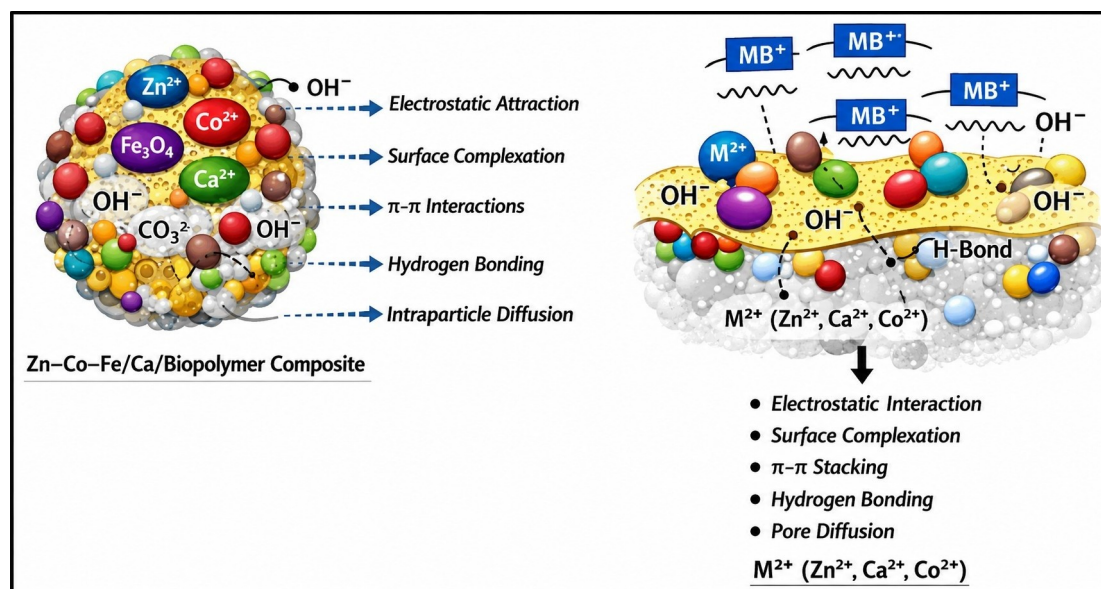 Zn²⁺
OH⁻
Co²⁺
Electrostatic Attraction
Fe₃O₄
Surface Complexation
Ca²⁺
OH⁻
π-π Interactions
CO₃²⁻
OH⁻
Hydrogen Bonding
Intraparticle Diffusion
Zn–Co–Fe/Ca/Biopolymer Composite
MB⁺
MB⁺·
MB⁺
MB⁺
OH⁻
M²⁺
OH⁻
OH⁻
OH⁻
H-Bond
M²⁺ (Zn²⁺, Ca²⁺, Co²⁺)
• Electrostatic Interaction
• Surface Complexation
• π-π Stacking
• Hydrogen Bonding
• Pore Diffusion
M²⁺ (Zn²⁺, Ca²⁺, Co²⁺)